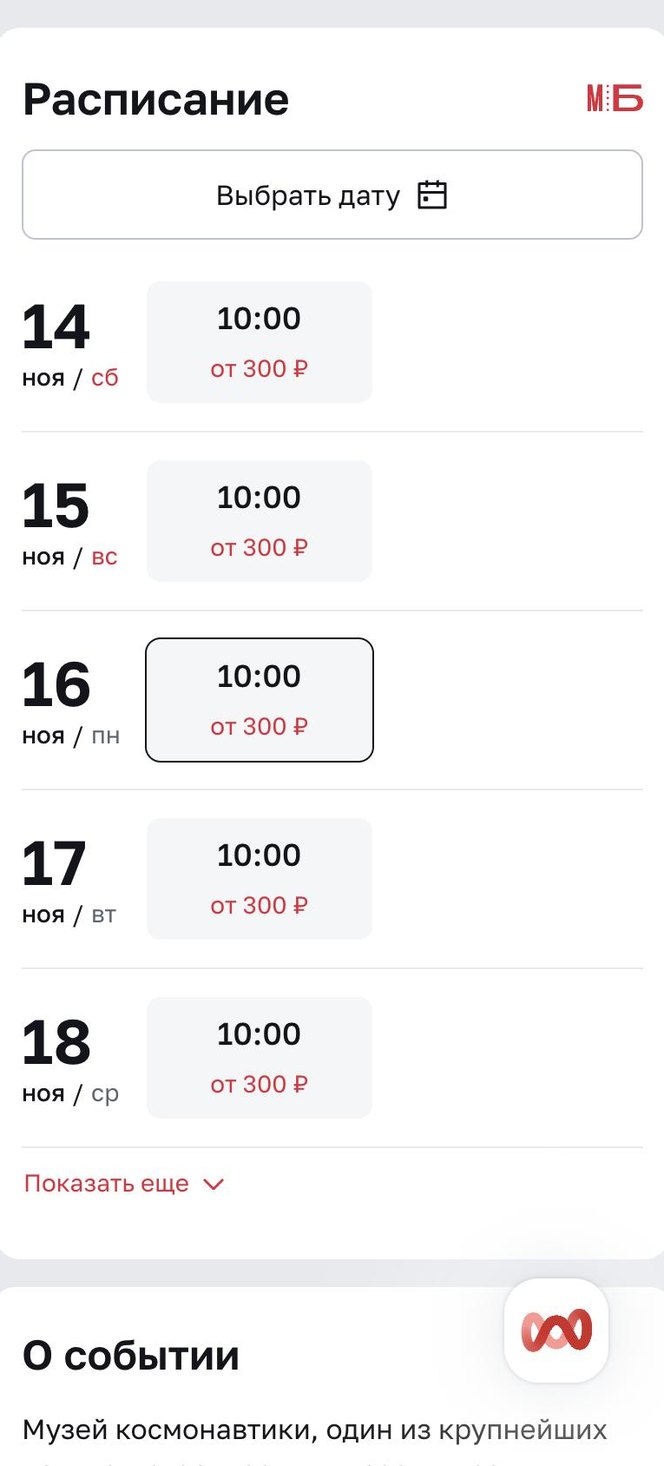 Расписание
М Б
Выбрать дату
14
ноя / сб
10:00
от 300 ₽
15
ноя / вс
10:00
от 300 ₽
16
ноя / пн
10:00
от 300 ₽
17
ноя / вт
10:00
от 300 ₽
18
ноя / ср
10:00
от 300 ₽
Показать еще
О событии
Музей космонавтики, один из крупнейших